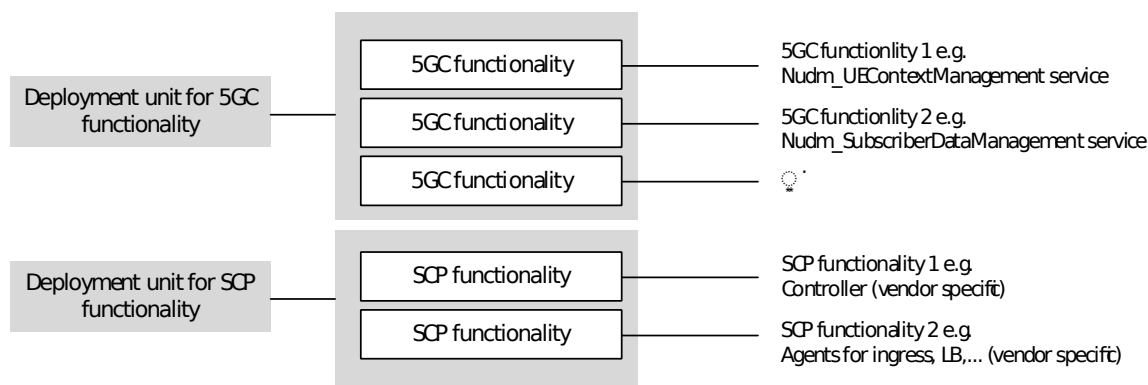 5GC functionality
5GC functionlity 1 e.g.
Nudm_UEContextManagement service
Deployment unit for 5GC
functionality
5GC functionality
5GC functionlity 2 e.g.
Nudm_SubscriberDataManagement service
5GC functionality
SCP functionality
SCP functionality 1 e.g.
Controller (vendor specific)
Deployment unit for SCP
functionality
SCP functionality
SCP functionality 2 e.g.
Agents for ingress, LB,... (vendor specific)